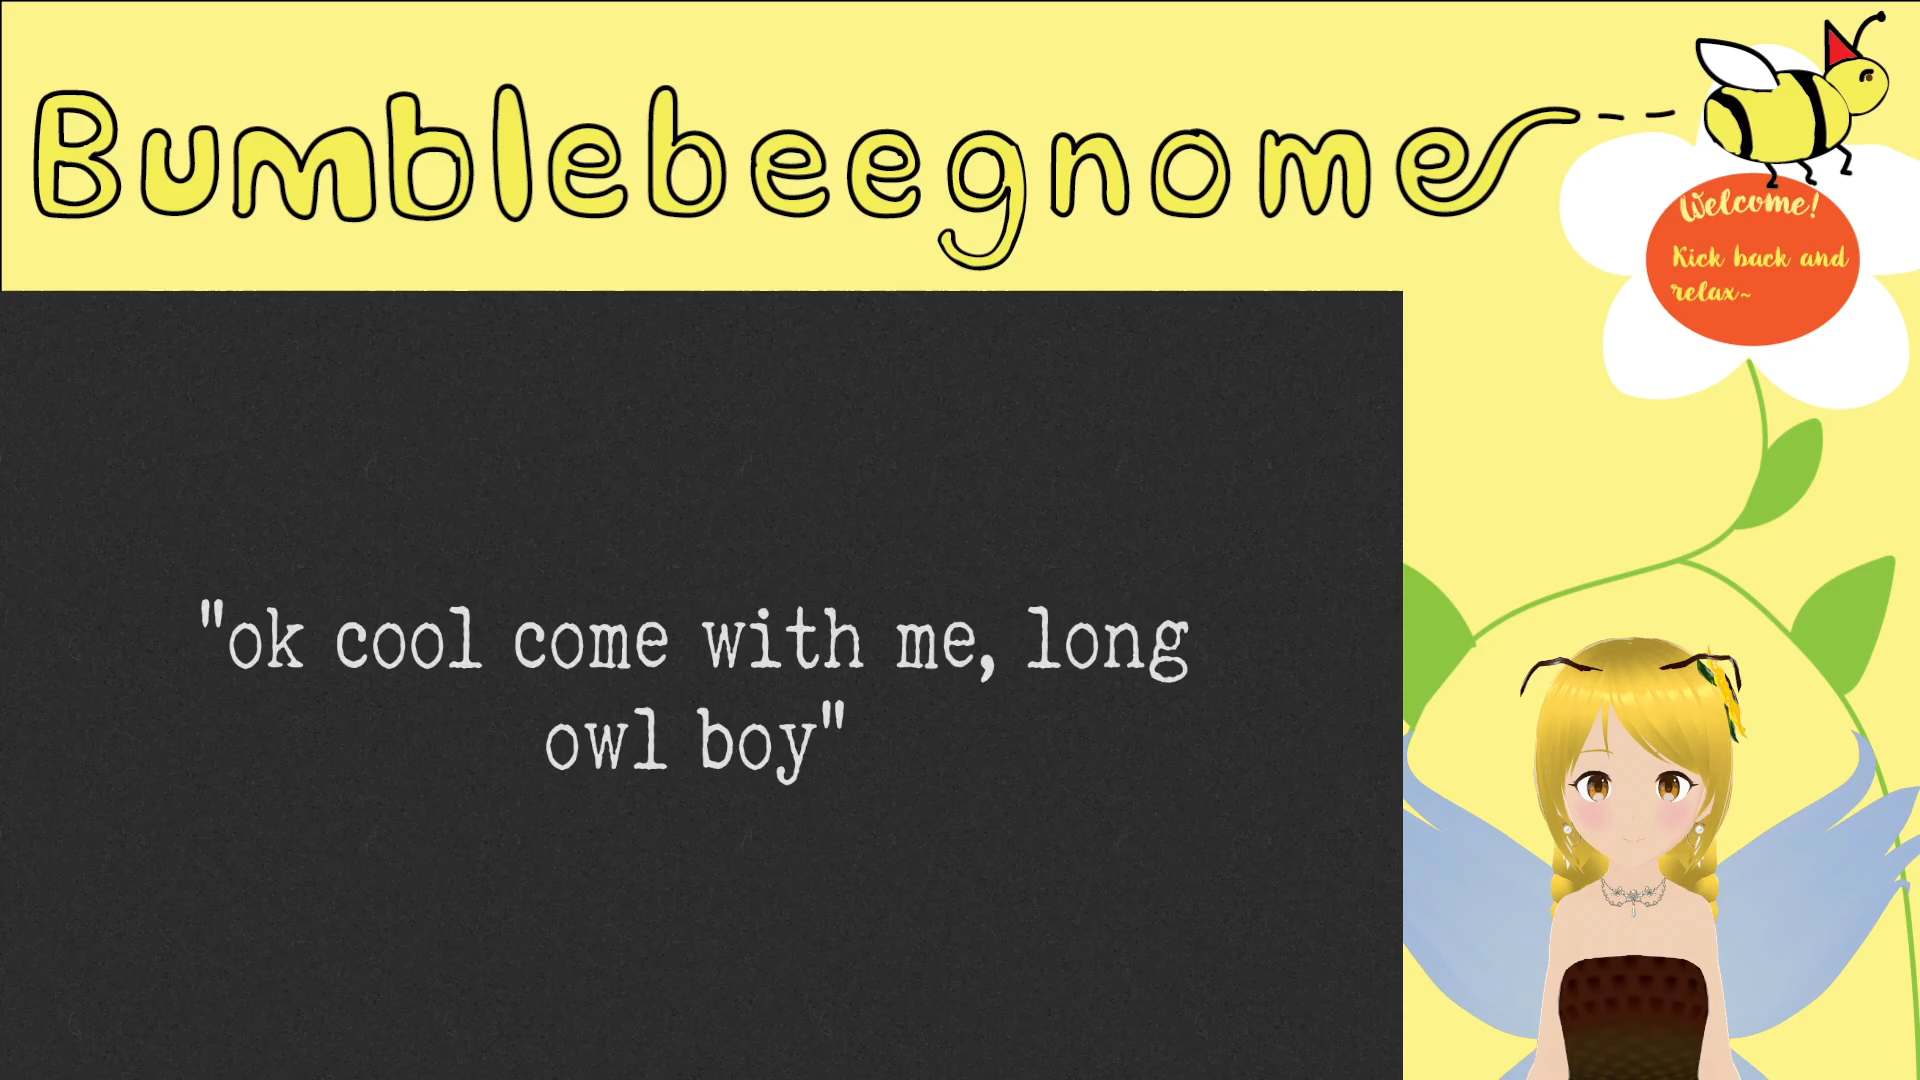 Bumblebeegnome
Welcome!
Kick back and
relax~
"ok cool come with me, long
owl boy"